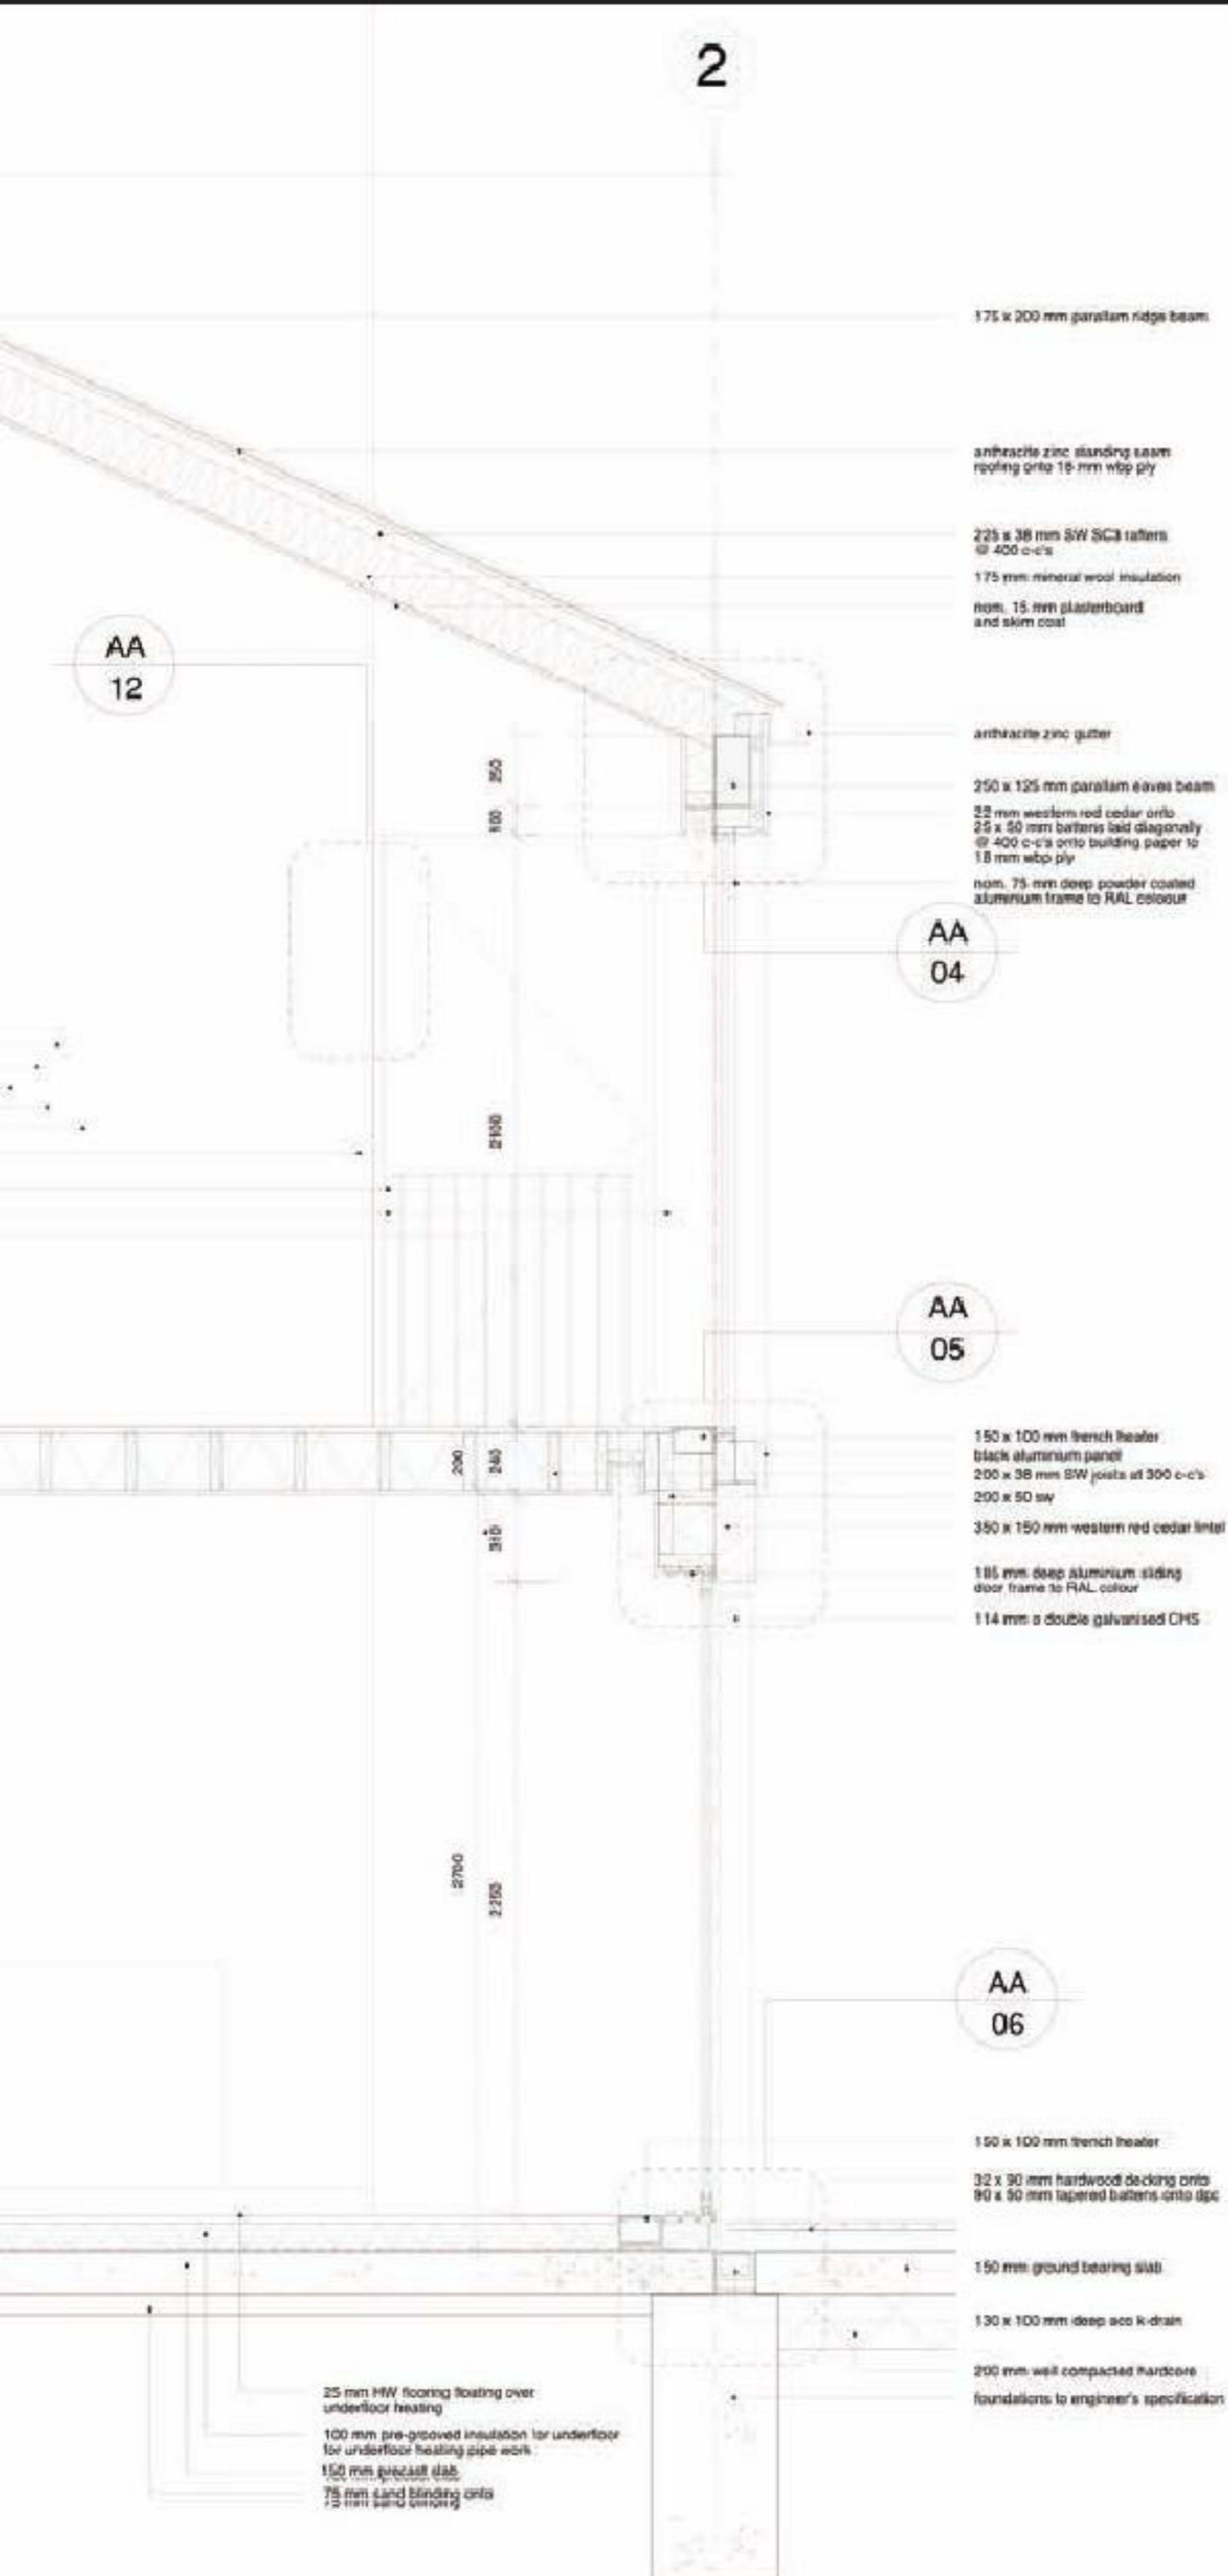 2
175 x 200 mm parallam ridge beam
anthracite zinc standing seam
roofing onto 18 mm wbp ply
225 x 38 mm SW SC3 rafters
@ 400 c-c's
175 mm mineral wool insulation
nom. 15 mm plasterboard
and skim coat
AA
12
anthracite zinc gutter
250
250 x 125 mm parallam eaves beam
100
22 mm western red cedar onto
25 x 50 mm battens laid diagonally
@ 400 c-c's onto building paper to
18 mm wbp ply
nom. 75 mm deep powder coated
aluminium frame to RAL colour
AA
04
2100
AA
05
150 x 100 mm trench heater
black aluminium panel
200 x 38 mm SW joists at 300 c-c's
200
240
200 x 50 sw
350 x 150 mm western red cedar lintel
310
185 mm deep aluminium sliding
door frame to RAL colour
114 mm o double galvanised CHS
2700
AA
06
150 x 100 mm trench heater
32 x 90 mm hardwood decking onto
90 x 50 mm tapered battens onto dpc
150 mm ground bearing slab
130 x 100 mm deep aco k-drain
200 mm well compacted hardcore
foundations to engineer's specification
25 mm HW flooring floating over
underfloor heating
100 mm pre-grooved insulation for underfloor
for underfloor heating pipe work
150 mm precast slab
75 mm sand blinding onto